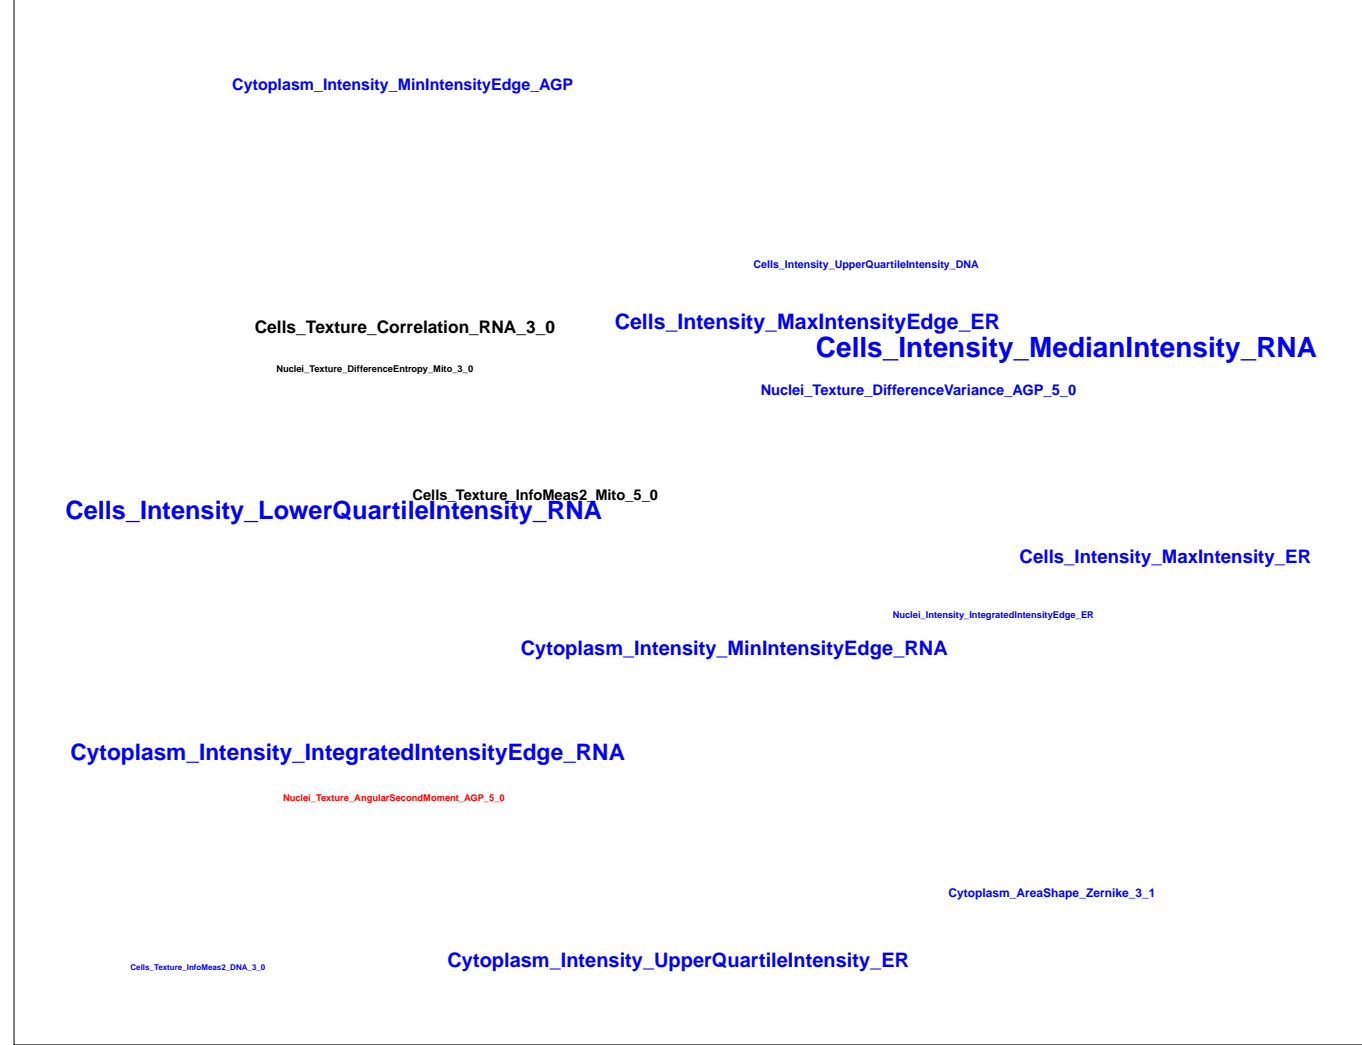 Cytoplasm_Intensity_MinIntensityEdge_AGP
Cells_Intensity_UpperQuartileIntensity_DNA
Cells_Intensity_MaxIntensityEdge_ER
Cells_Texture_Correlation_RNA_3_0
Cells_Intensity_MedianIntensity_RNA
Nuclei_Texture_DifferenceEntropy_Mito_3_0
Nuclei_Texture_DifferenceVariance_AGP_5_0
Cells_Texture_InfoMeas2_Mito_5_0
Cells_Intensity_LowerQuartileIntensity_RNA
Cells_Intensity_MaxIntensity_ER
Nuclei_Intensity_IntegratedIntensityEdge_ER
Cytoplasm_Intensity_MinIntensityEdge_RNA
Cytoplasm_Intensity_IntegratedIntensityEdge_RNA
Nuclei_Texture_AngularSecondMoment_AGP_5_0
Cytoplasm_AreaShape_Zernike_3_1
Cytoplasm_Intensity_UpperQuartileIntensity_ER
Cells_Texture_InfoMeas2_DNA_3_0